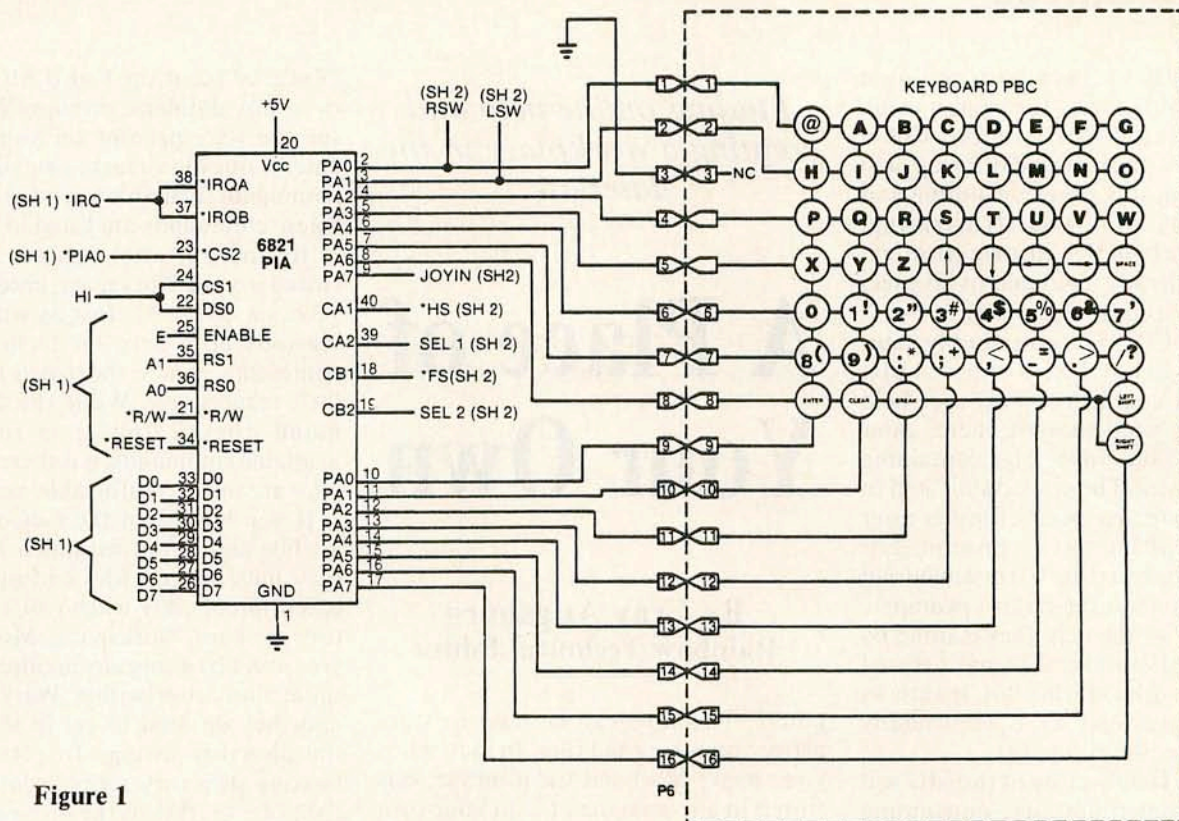 +5V
20
Vcc
38 *IRQA
(SH 1) *IRQ
37 *IRQB
6821
PIA
(SH 1) *PIA0 23 *CS2
24 CS1
HI
22 DS0
E 25 ENABLE
A1 35 RS1
(SH 1)
A0 36 RS0
*R/W 21 *R/W
*RESET 34 *RESET
D0 33 D0
D1 32 D1
D2 31 D2
D3 30 D3
(SH 1)
D4 29 D4
D5 28 D5
D6 27 D6
D7 26 D7
GND
1
PA0 2
PA1 3
PA2 4
PA3 5
PA4 6
PA5 7
PA6 8
PA7 9 JOYIN (SH2)
CA1 40 *HS (SH 2)
CA2 39 SEL 1 (SH 2)
CB1 18 *FS(SH 2)
CB2 19 SEL 2 (SH 2)
PA0 10
PA1 11
PA2 12
PA3 13
PA4 14
PA5 15
PA6 16
PA7 17
(SH 2) (SH 2)
RSW LSW
1 1
2 2
3 3 NC
4
5
6 6
7 7
8 8
9 9
10 10
11 11
12 12
13 13
14 14
15 15
16 16
P6
KEYBOARD PBC
@ A B C D E F G
H I J K L M N O
P Q R S T U V W
X Y Z ↑ ↓ ← → SPACE
0 1! 2" 3# 4$ 5% 6& 7'
8( 9) :* ;+ ,< -= .> /?
ENTER CLEAR BREAK LEFT SHIFT
RIGHT SHIFT
Figure 1